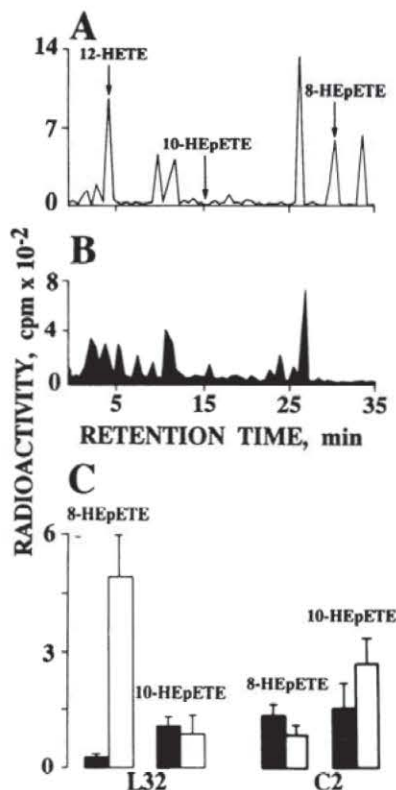 A
14
12-HETE
8-HEpETE
7
10-HEpETE
0
B
8
4
0
5
15
25
35
RETENTION TIME, min
RADIOACTIVITY, cpm x 10-2
C
8-HEpETE
6
10-HEpETE
10-HEpETE
8-HEpETE
3
0
L32
C2